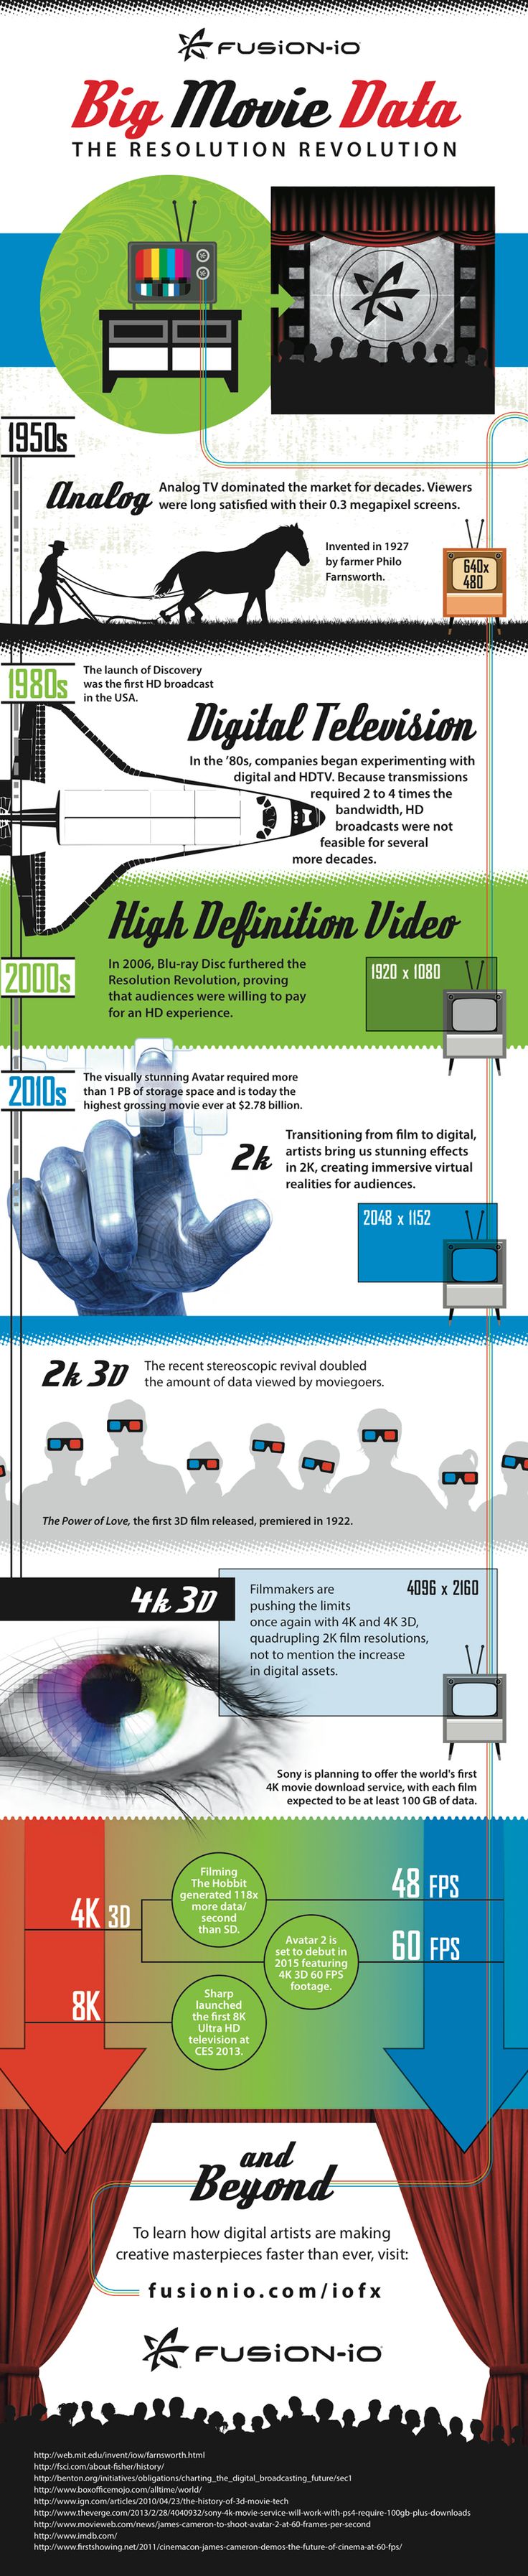 FUSION-iO
Big Movie Data
THE RESOLUTION REVOLUTION
1950s
Analog
Analog TV dominated the market for decades. Viewers
were long satisfied with their 0.3 megapixel screens.
Invented in 1927
by farmer Philo
Farnsworth.
640x
480
1980s
The launch of Discovery
was the first HD broadcast
in the USA.
Digital Television
In the '80s, companies began experimenting with
digital and HDTV. Because transmissions
required 2 to 4 times the
bandwidth, HD
broadcasts were not
feasible for several
more decades.
High Definition Video
2000s
In 2006, Blu-ray Disc furthered the
Resolution Revolution, proving
that audiences were willing to pay
for an HD experience.
1920 x 1080
2010s
The visually stunning Avatar required more
than 1 PB of storage space and is today the
highest grossing movie ever at $2.78 billion.
2k
Transitioning from film to digital,
artists bring us stunning effects
in 2K, creating immersive virtual
realities for audiences.
2048 x 1152
2k 3D
The recent stereoscopic revival doubled
the amount of data viewed by moviegoers.
The Power of Love, the first 3D film released, premiered in 1922.
4k 3D
Filmmakers are
pushing the limits
once again with 4K and 4K 3D,
quadrupling 2K film resolutions,
not to mention the increase
in digital assets.
4096 x 2160
Sony is planning to offer the world's first
4K movie download service, with each film
expected to be at least 100 GB of data.
4K 3D
Filming
The Hobbit
generated 118x
more data/
second
than SD.
48 FPS
Avatar 2 is
set to debut in
2015 featuring
4K 3D 60 FPS
footage.
60 FPS
8K
Sharp
launched
the first 8K
Ultra HD
television at
CES 2013.
and
Beyond
To learn how digital artists are making
creative masterpieces faster than ever, visit:
fusionio.com/iofx
FUSION-iO
http://web.mit.edu/invent/iow/farnsworth.html
http://fsci.com/about-fisher/history/
http://benton.org/initiatives/obligations/charting_the_digital_broadcasting_future/sec1
http://www.boxofficemojo.com/alltime/world/
http://www.ign.com/articles/2010/04/23/the-history-of-3d-movie-tech
http://www.theverge.com/2013/2/28/4040932/sony-4k-movie-service-will-work-with-ps4-require-100gb-plus-downloads
http://www.movieweb.com/news/james-cameron-to-shoot-avatar-2-at-60-frames-per-second
http://www.imdb.com/
http://www.firstshowing.net/2011/cinemacon-james-cameron-demos-the-future-of-cinema-at-60-fps/